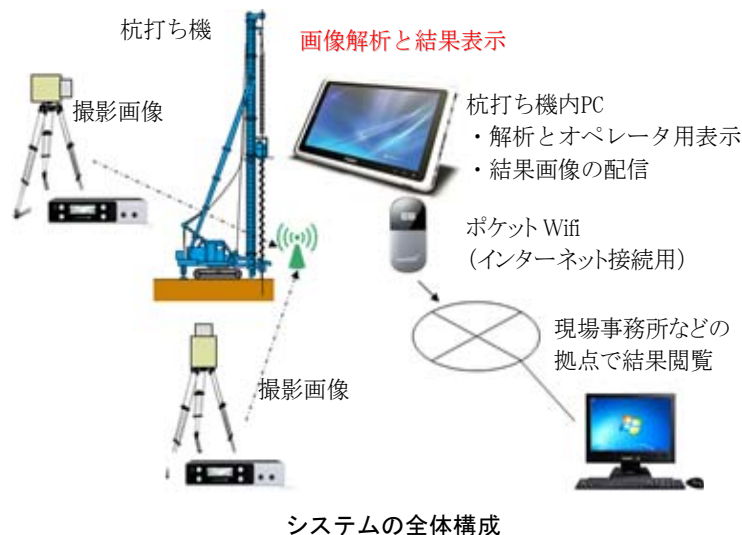 杭打ち機
画像解析と結果表示
撮影画像
杭打ち機内PC
・解析とオペレータ用表示
・結果画像の配信
ポケット Wifi
（インターネット接続用）
現場事務所などの
拠点で結果閲覧
撮影画像
システムの全体構成